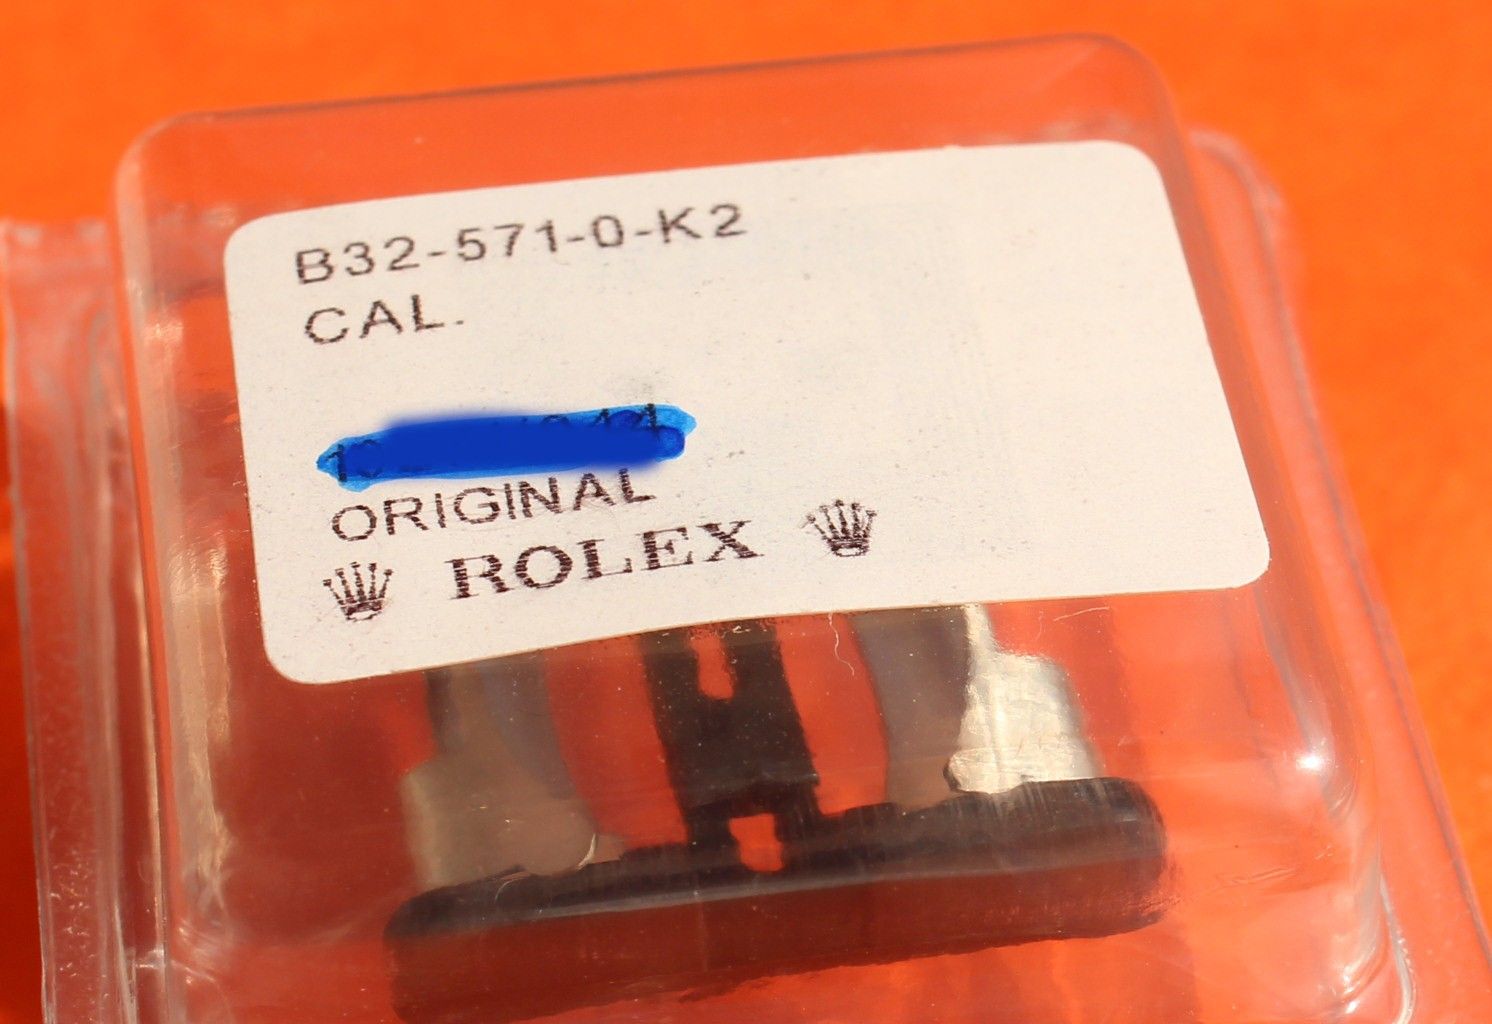 B32-571-0-K2
CAL.
ORIGINAL
ROLEX